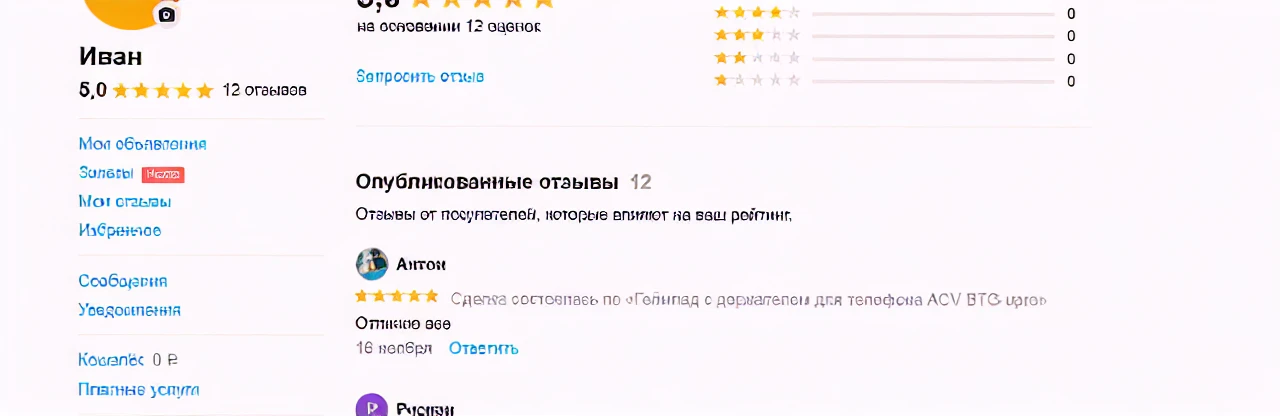 5,0
на основании 12 оценок
Запросить отзыв
0
0
0
0
Иван
5,0 12 отзывов
Мои объявления
Заказы Новое
Мои отзывы
Избранное
Сообщения
Уведомления
Кошелёк 0 ₽
Платные услуги
Опубликованные отзывы 12
Отзывы от покупателей, которые влияют на ваш рейтинг.
Антон
Сделка состоялась по «Геймпад с держателем для телефона ACV BTG
Отлично все
16 ноября Ответить
Р
Руслан